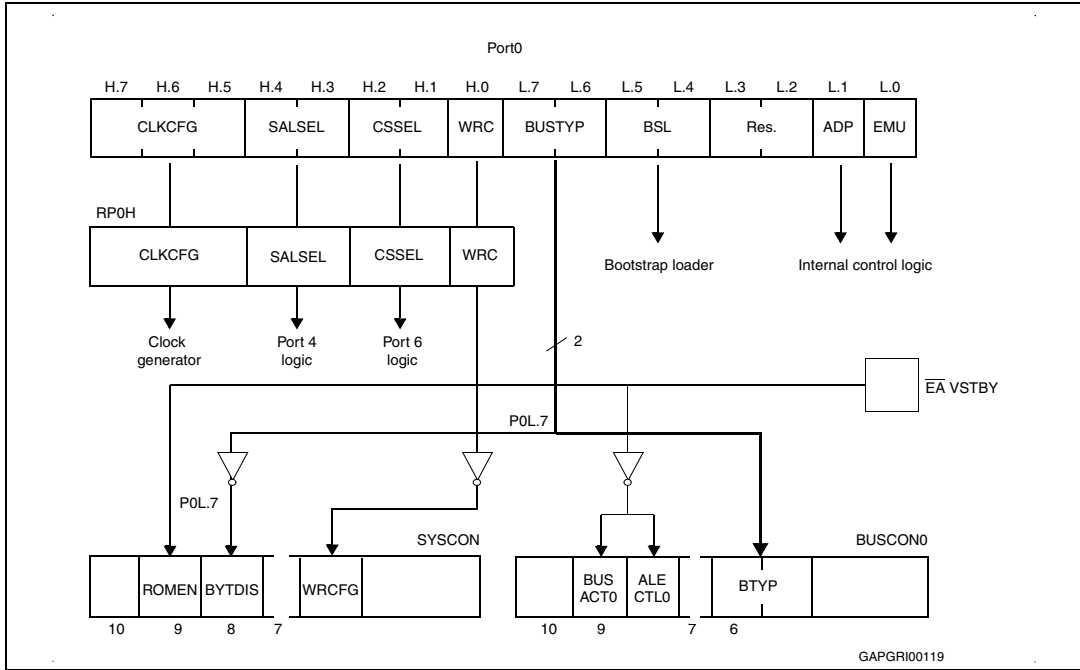 Port0
H.7 H.6 H.5 H.4 H.3 H.2 H.1 H.0 L.7 L.6 L.5 L.4 L.3 L.2 L.1 L.0
CLKCFG SALSEL CSSEL WRC BUSTYP BSL Res. ADP EMU
RP0H
CLKCFG SALSEL CSSEL WRC
Bootstrap loader Internal control logic
Clock generator
Port 4 logic
Port 6 logic
2
EA VSTBY
P0L.7
P0L.7
SYSCON BUSCON0
ROMEN BYTDIS WRCFG
BUS ACT0
ALE CTL0
BTYP
10 9 8 7 10 9 7 6
GAPGRI00119